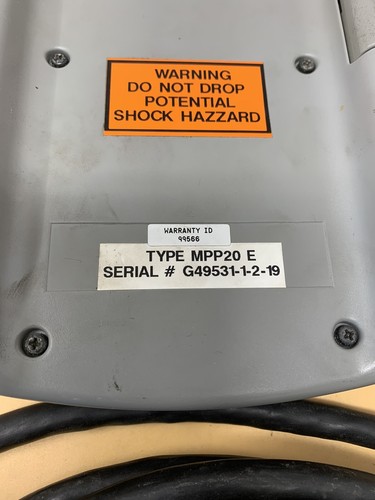 WARNING
DO NOT DROP
POTENTIAL
SHOCK HAZZARD
WARRANTY ID
99566
TYPE MPP20 E
SERIAL # G49531-1-2-19